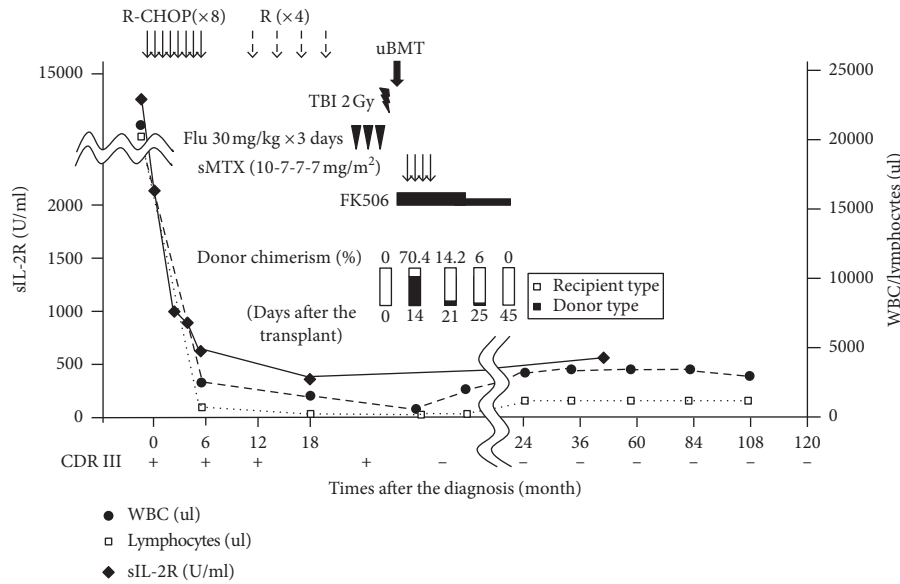 R-CHOP(×8)
R (×4)
uBMT
TBI 2 Gy
Flu 30 mg/kg ×3 days
sMTX (10-7-7-7 mg/m²)
FK506
Donor chimerism (%)
0 70.4 14.2 6 0
(Days after the transplant)
0 14 21 25 45
Recipient type
Donor type
sIL-2R (U/ml)
15000
2000
1500
1000
500
0
WBC/lymphocytes (ul)
25000
20000
15000
10000
5000
0
0 6 12 18 24 36 60 84 108 120
CDR III + + + + – – – – – – –
Times after the diagnosis (month)
WBC (ul)
Lymphocytes (ul)
sIL-2R (U/ml)